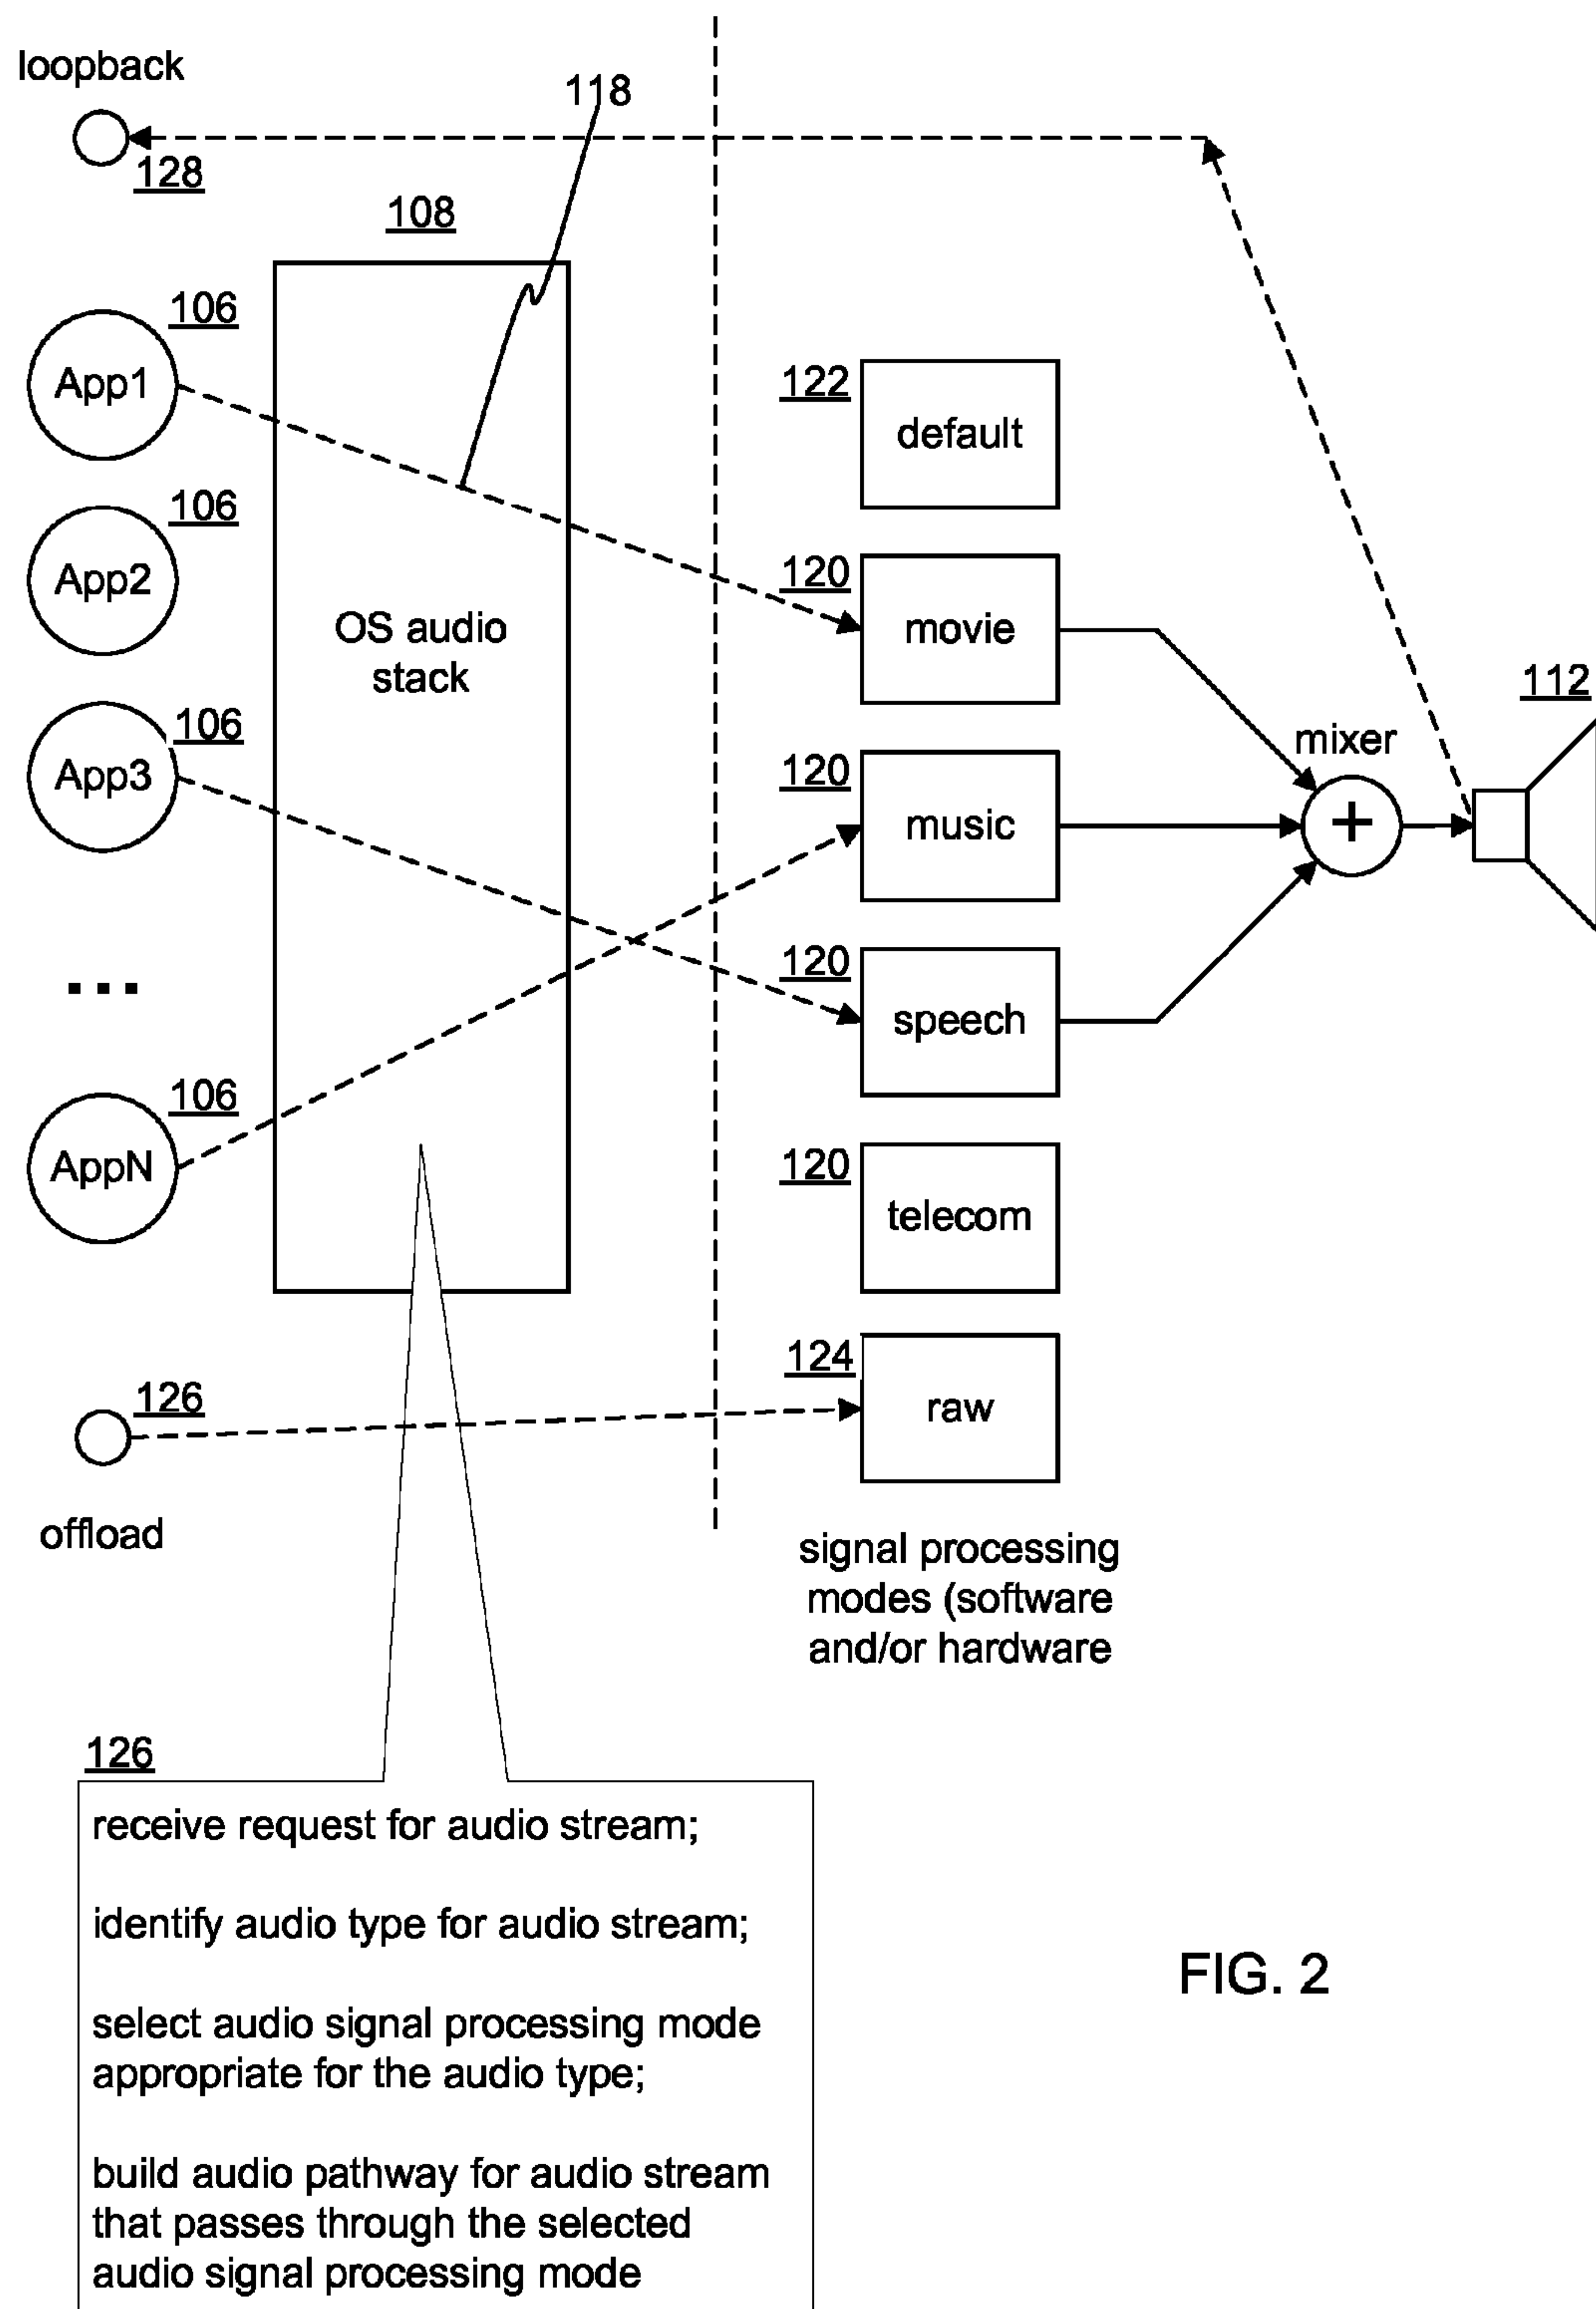 loopback
128
118
108
106
App1
106
App2
106
App3
...
106
AppN
OS audio
stack
126
offload
122
default
120
movie
120
music
120
speech
120
telecom
124
raw
mixer
+
112
signal processing
modes (software
and/or hardware
126
receive request for audio stream;
identify audio type for audio stream;
select audio signal processing mode
appropriate for the audio type;
build audio pathway for audio stream
that passes through the selected
audio signal processing mode
FIG. 2